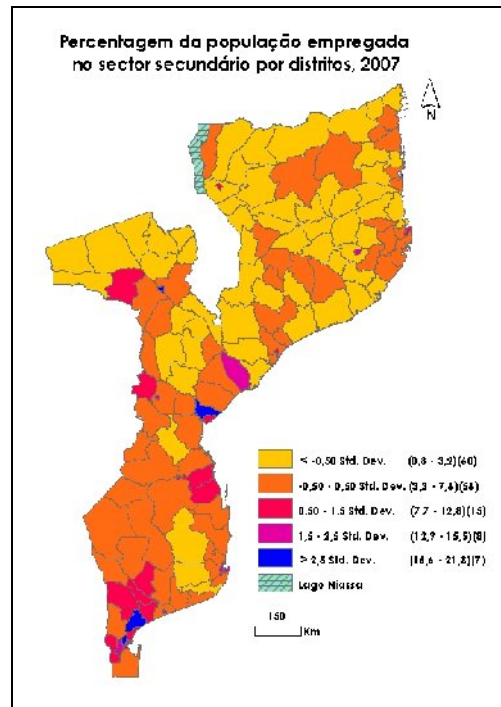 Percentagem da população empregada
no sector secundário por distritos, 2007
N
< -0,50 Std. Dev. (0,8 - 3,2)(60)
-0,50 - 0,50 Std. Dev. (3,3 - 7,6)(56)
0,50 - 1,5 Std. Dev. (7,7 - 12,8)(15)
1,5 - 2,5 Std. Dev. (12,9 - 15,5)(8)
> 2,5 Std. Dev. (16,6 - 21,8)(7)
Lago Niassa
150
Km